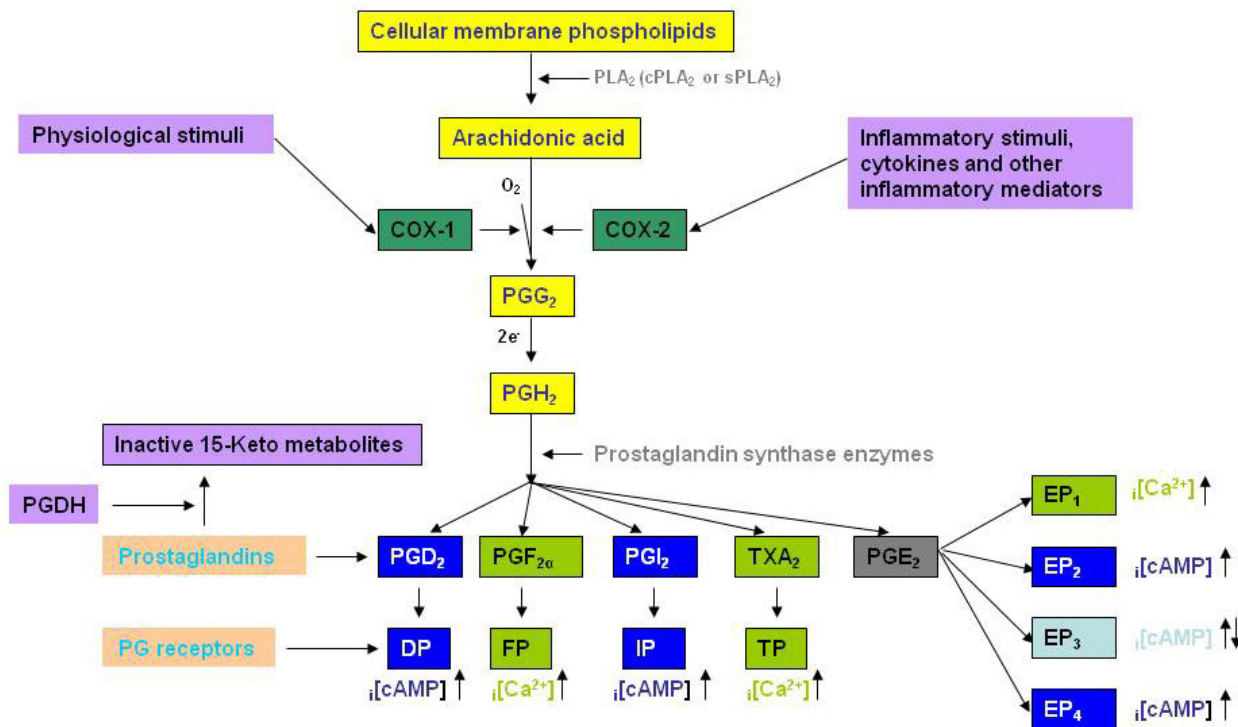 Cellular membrane phospholipids
PLA₂ (cPLA₂ or sPLA₂)
Physiological stimuli
Arachidonic acid
Inflammatory stimuli,
cytokines and other
inflammatory mediators
O₂
COX-1
COX-2
PGG₂
2e⁻
PGH₂
Inactive 15-Keto metabolites
Prostaglandin synthase enzymes
PGDH
EP₁ ᵢ[Ca²⁺]
Prostaglandins
PGD₂
PGF₂α
PGI₂
TXA₂
PGE₂
EP₂ ᵢ[cAMP]
PG receptors
DP
FP
IP
TP
EP₃ ᵢ[cAMP]
ᵢ[cAMP]
ᵢ[Ca²⁺]
ᵢ[cAMP]
ᵢ[Ca²⁺]
EP₄ ᵢ[cAMP]